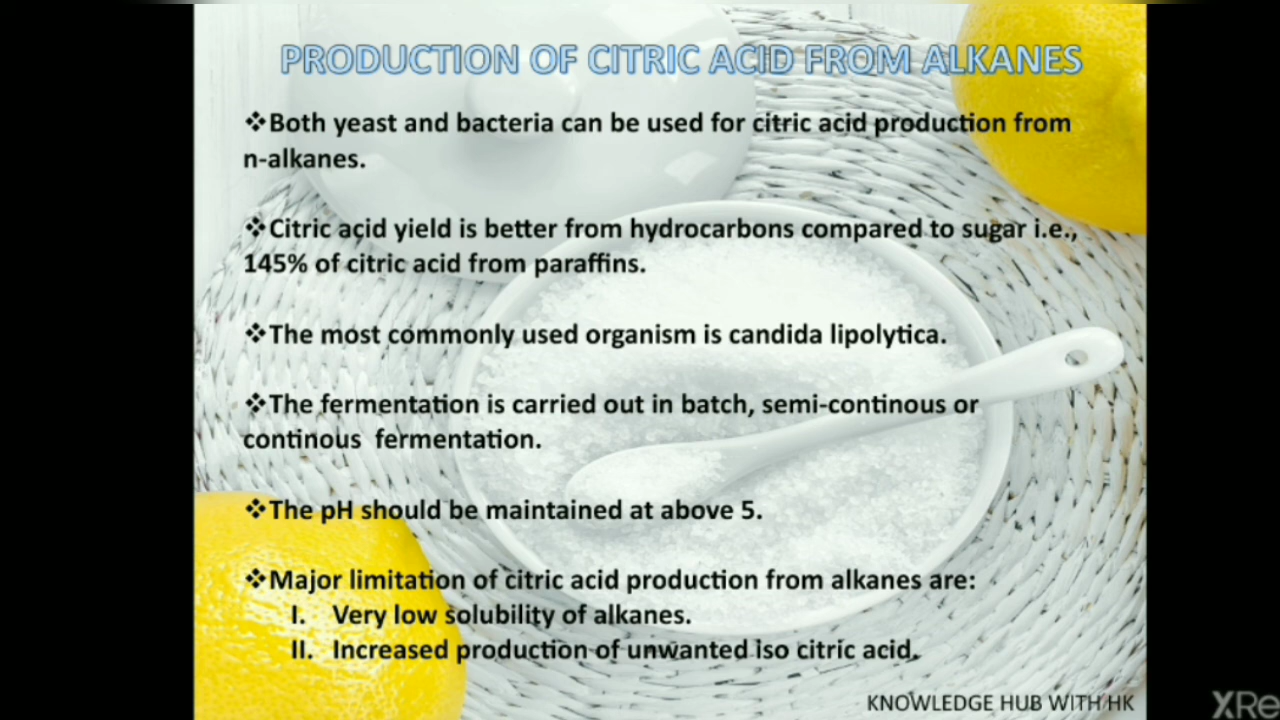 PRODUCTION OF CITRIC ACID FROM ALKANES
❖Both yeast and bacteria can be used for citric acid production from
n-alkanes.
❖Citric acid yield is better from hydrocarbons compared to sugar i.e.,
145% of citric acid from paraffins.
❖The most commonly used organism is candida lipolytica.
❖The fermentation is carried out in batch, semi-continous or
continous fermentation.
❖The pH should be maintained at above 5.
❖Major limitation of citric acid production from alkanes are:
I. Very low solubility of alkanes.
II. Increased production of unwanted iso citric acid.
KNOWLEDGE HUB WITH HK